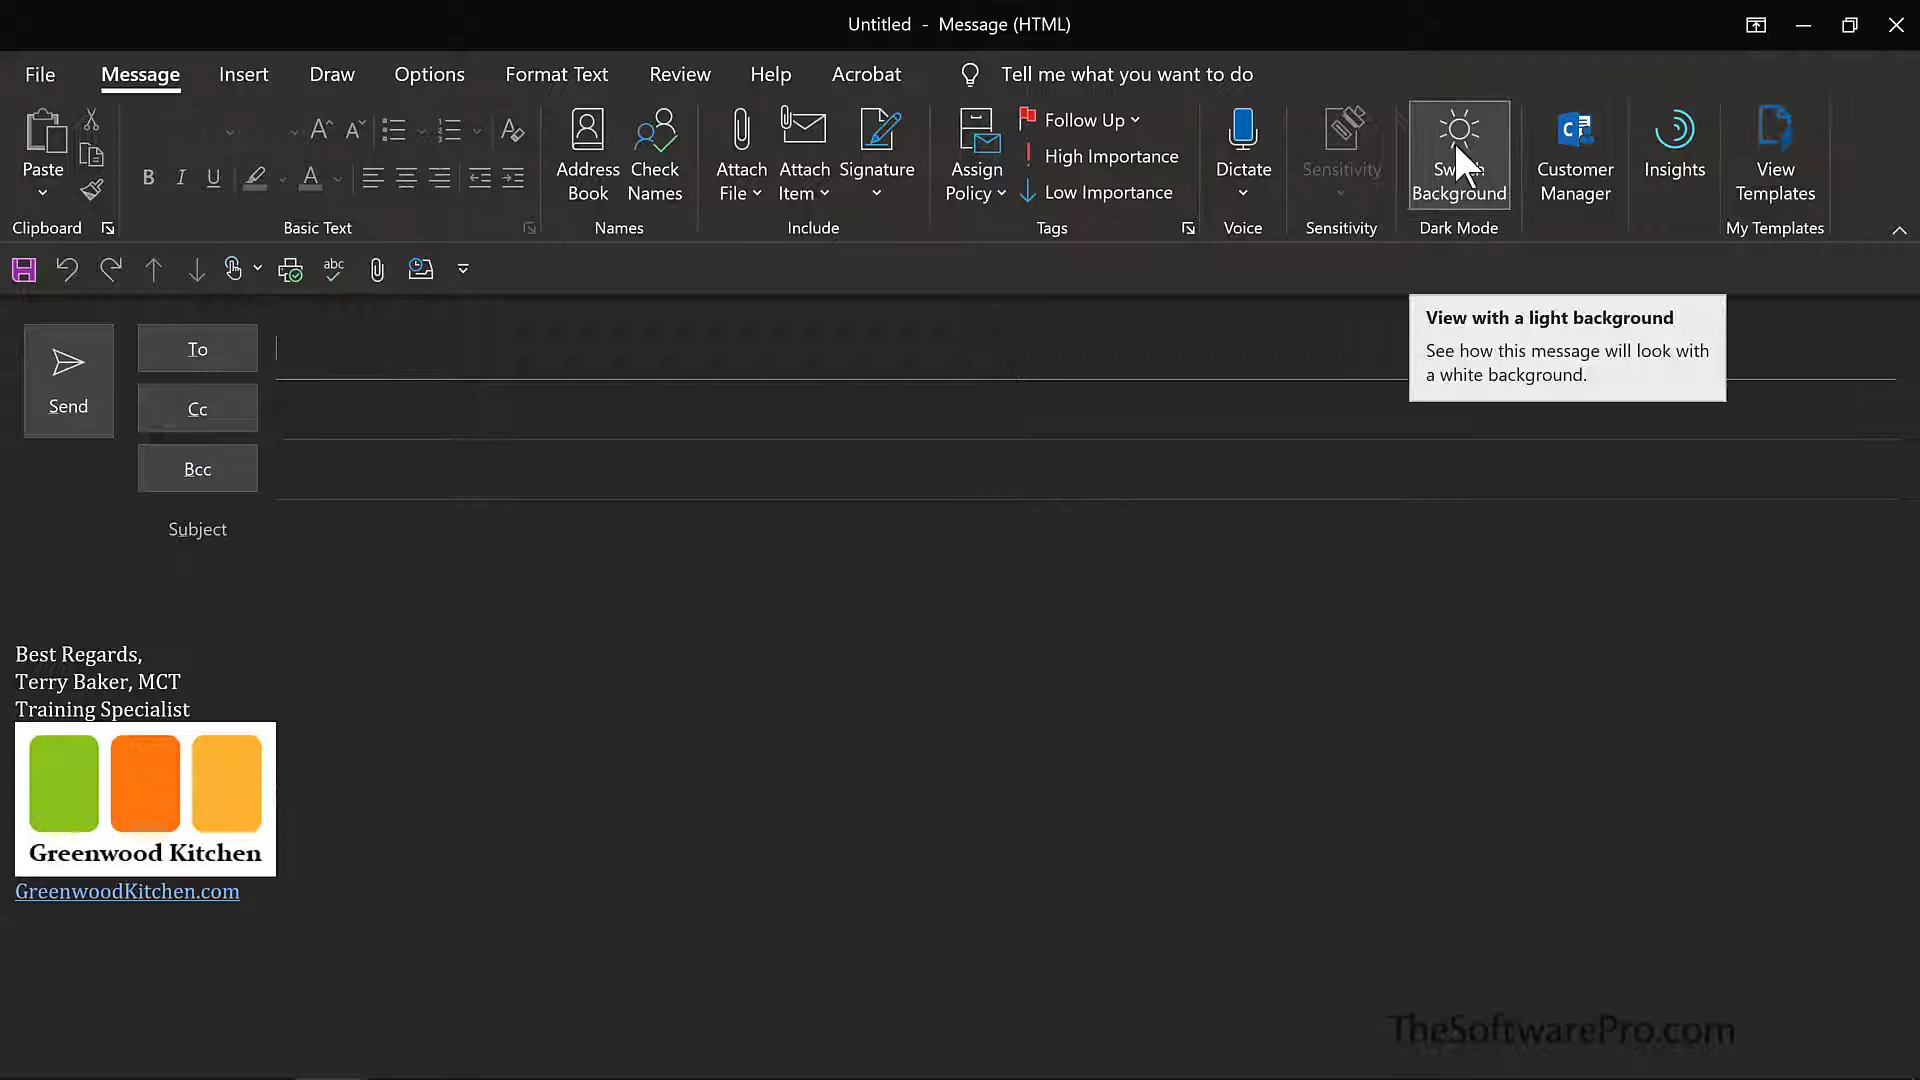 Untitled - Message (HTML)
File Message Insert Draw Options Format Text Review Help Acrobat Tell me what you want to do
Paste
Clipboard
B I U A
Basic Text
Address Book
Check Names
Names
Attach File
Attach Item
Signature
Include
Assign Policy
Follow Up
High Importance
Low Importance
Tags
Dictate
Voice
Sensitivity
Sensitivity
Background
Dark Mode
Customer Manager
Insights
View Templates
My Templates
abc
View with a light background
See how this message will look with
a white background.
Send
To
Cc
Bcc
Subject
Best Regards,
Terry Baker, MCT
Training Specialist
Greenwood Kitchen
GreenwoodKitchen.com
TheSoftwarePro.com